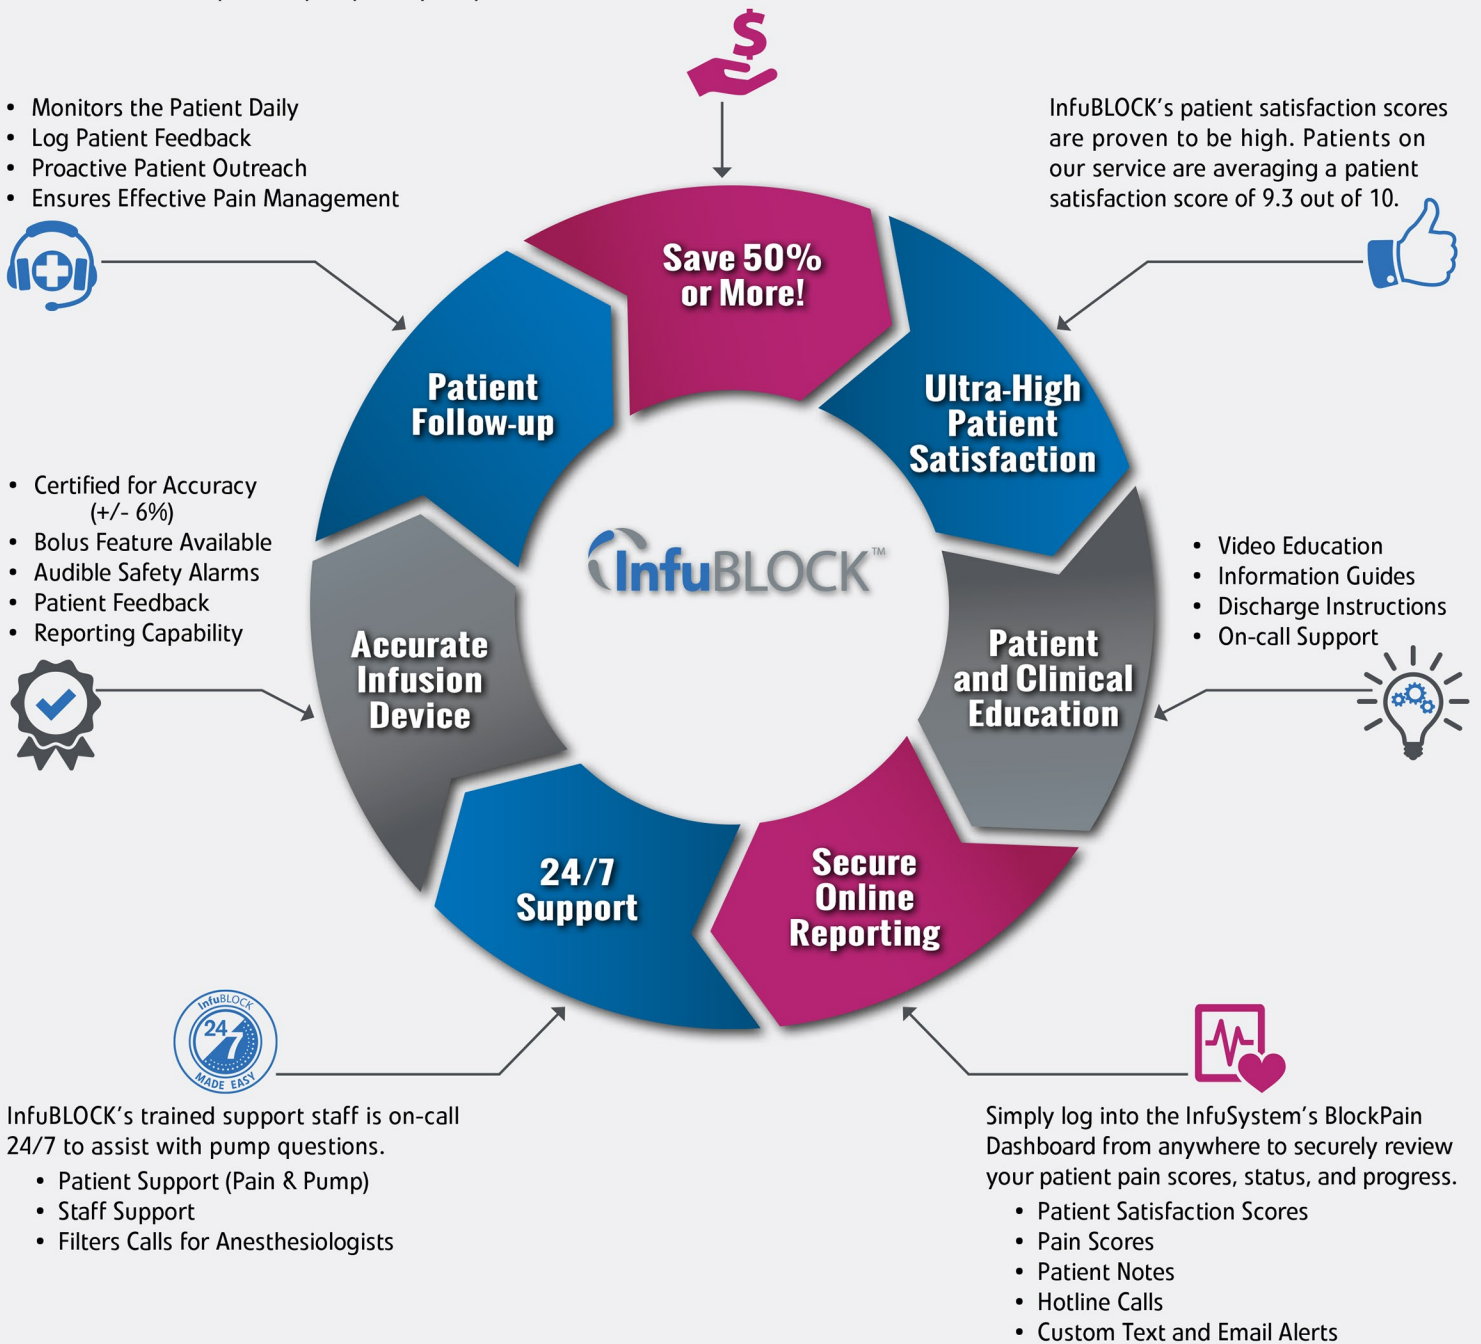 • Monitors the Patient Daily
• Log Patient Feedback
• Proactive Patient Outreach
• Ensures Effective Pain Management
$
InfuBLOCK's patient satisfaction scores
are proven to be high. Patients on
our service are averaging a patient
satisfaction score of 9.3 out of 10.
Save 50%
or More!
Patient
Follow-up
Ultra-High
Patient
Satisfaction
• Certified for Accuracy
(+/- 6%)
• Bolus Feature Available
• Audible Safety Alarms
• Patient Feedback
• Reporting Capability
InfuBLOCK™
• Video Education
• Information Guides
• Discharge Instructions
• On-call Support
Accurate
Infusion
Device
Patient
and Clinical
Education
24/7
Support
Secure
Online
Reporting
InfuBLOCK
24
7
MADE EASY
InfuBLOCK's trained support staff is on-call
24/7 to assist with pump questions.
• Patient Support (Pain & Pump)
• Staff Support
• Filters Calls for Anesthesiologists
Simply log into the InfuSystem's BlockPain
Dashboard from anywhere to securely review
your patient pain scores, status, and progress.
• Patient Satisfaction Scores
• Pain Scores
• Patient Notes
• Hotline Calls
• Custom Text and Email Alerts